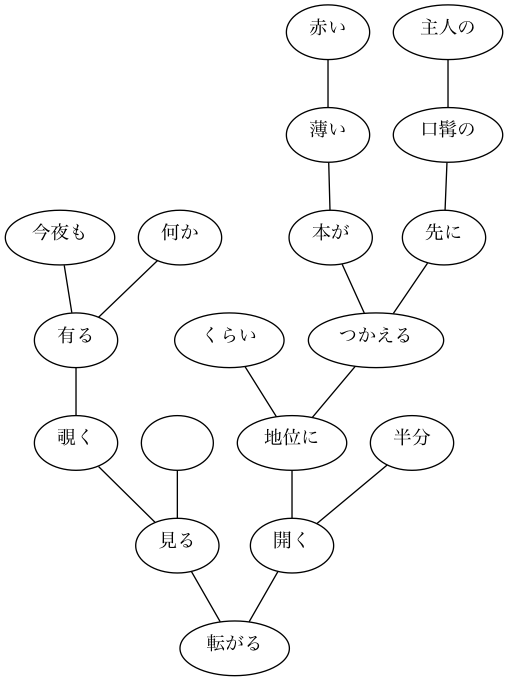 赤い
主人の
薄い
口髯の
本が
先に
今夜も
何か
有る
くらい
つかえる
覗く
地位に
半分
見る
開く
転がる